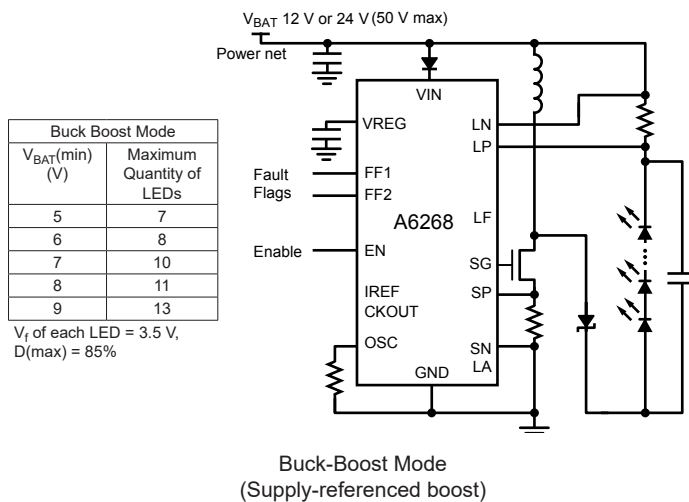 V_BAT 12 V or 24 V (50 V max)
Power net
VIN
VREG
LN
LP
Fault
Flags
FF1
FF2
A6268
LF
Enable
EN
SG
IREF
SP
CKOUT
OSC
SN
GND
LA
Buck Boost Mode
V_BAT(min)
(V)
Maximum
Quantity of
LEDs
5 7
6 8
7 10
8 11
9 13
V_f of each LED = 3.5 V,
D(max) = 85%
Buck-Boost Mode
(Supply-referenced boost)